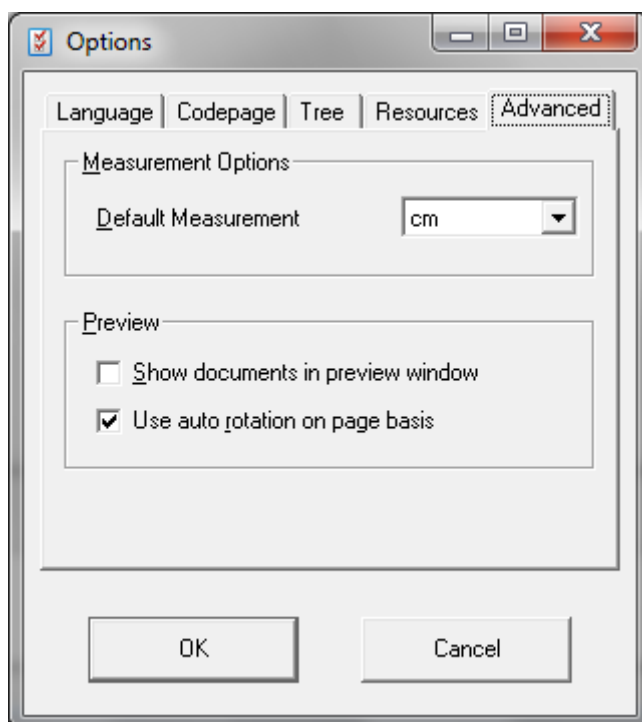 Options
Language Codepage Tree Resources Advanced
Measurement Options
Default Measurement cm
Preview
Show documents in preview window
Use auto rotation on page basis
OK Cancel